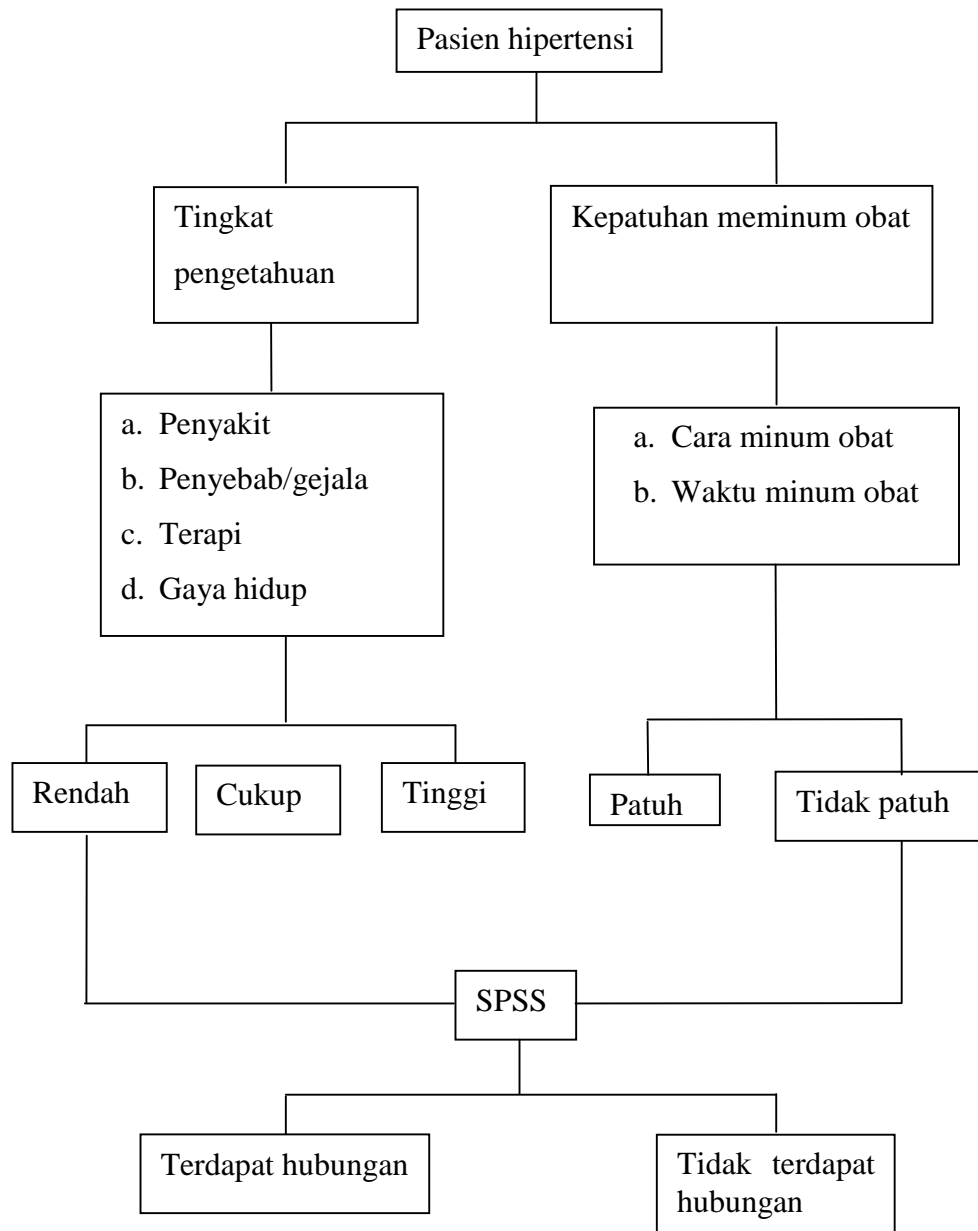 Pasien hipertensi
Tingkat
pengetahuan
Kepatuhan meminum obat
a. Penyakit
b. Penyebab/gejala
c. Terapi
d. Gaya hidup
a. Cara minum obat
b. Waktu minum obat
Rendah
Cukup
Tinggi
Patuh
Tidak patuh
SPSS
Terdapat hubungan
Tidak terdapat
hubungan